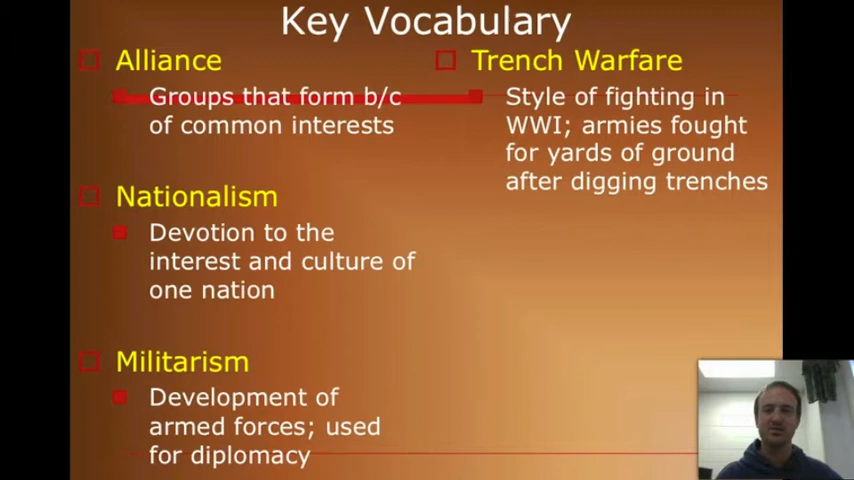 Key Vocabulary
Alliance
Groups that form b/c
of common interests
Nationalism
Devotion to the
interest and culture of
one nation
Militarism
Development of
armed forces; used
for diplomacy
Trench Warfare
Style of fighting in
WWI; armies fought
for yards of ground
after digging trenches